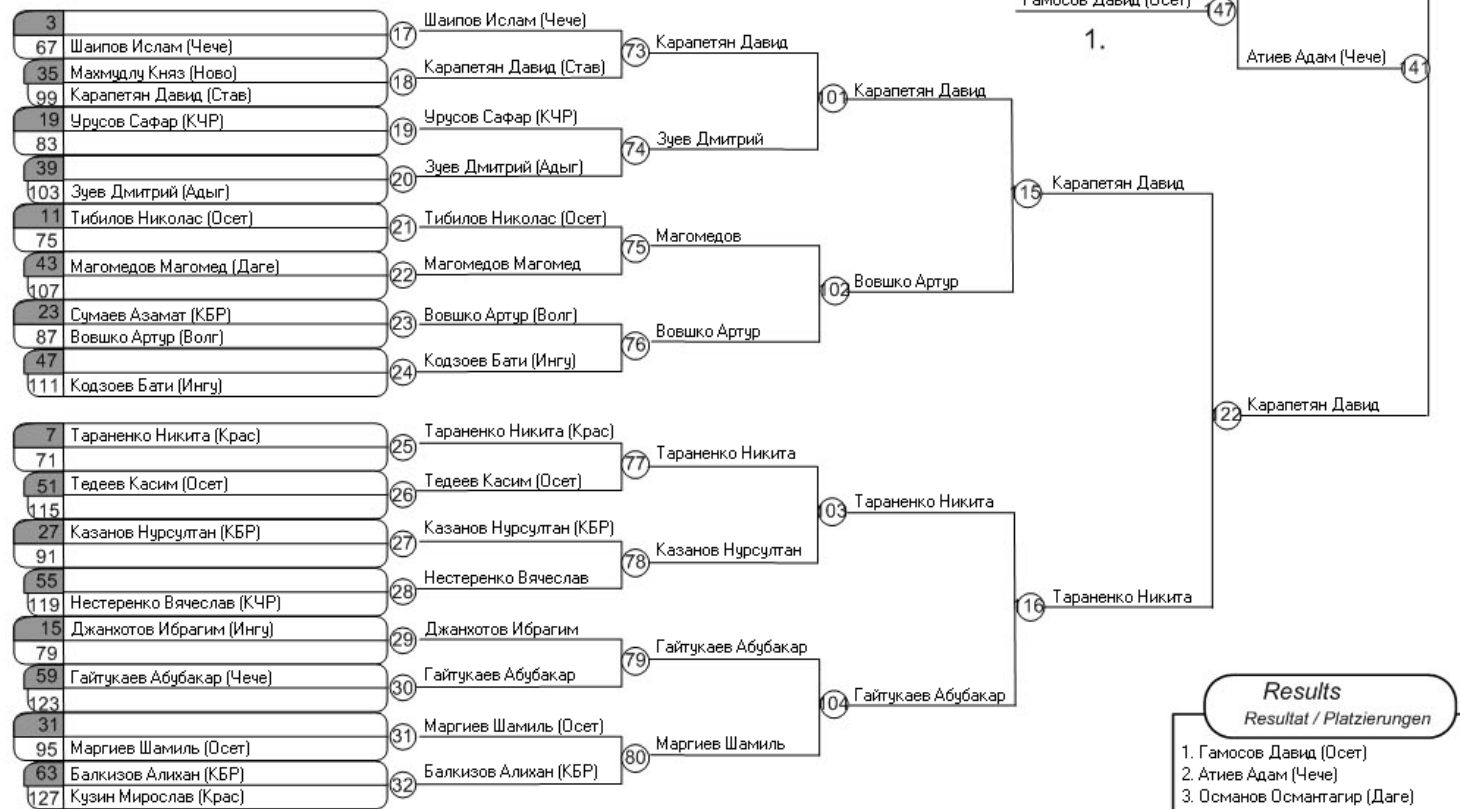 3
67 Шаипов Ислам (Чече)
35 Махмудлу Княз (Ново)
99 Карапетян Давид (Став)
19 Урусов Сафар (КЧР)
83
39
103 Зуев Дмитрий (Адыг)
11 Тибилов Николас (Осет)
75
43 Магомедов Магомед (Даге)
107
23 Сумаев Азамат (КБР)
87 Вовшко Артур (Волг)
47
111 Кодзоев Бати (Ингу)
7 Тараненко Никита (Крас)
71
51 Тедеев Касим (Осет)
115
27 Казанов Нурсултан (КБР)
91
55
119 Нестеренко Вячеслав (КЧР)
15 Джанхотов Ибрагим (Ингу)
79
59 Гайтукаев Абубакар (Чече)
123
31
95 Маргиев Шамиль (Осет)
63 Балкизов Алихан (КБР)
127 Кузин Мирослав (Крас)
17 Шаипов Ислам (Чече)
18 Карапетян Давид (Став)
19 Урусов Сафар (КЧР)
20 Зуев Дмитрий (Адыг)
21 Тибилов Николас (Осет)
22 Магомедов Магомед
23 Вовшко Артур (Волг)
24 Кодзоев Бати (Ингу)
25 Тараненко Никита (Крас)
26 Тедеев Касим (Осет)
27 Казанов Нурсултан (КБР)
28 Нестеренко Вячеслав
29 Джанхотов Ибрагим
30 Гайтукаев Абубакар
31 Маргиев Шамиль (Осет)
32 Балкизов Алихан (КБР)
73 Карапетян Давид
74 Зуев Дмитрий
75 Магомедов
76 Вовшко Артур
77 Тараненко Никита
78 Казанов Нурсултан
79 Гайтукаев Абубакар
80 Маргиев Шамиль
101 Карапетян Давид
102 Вовшко Артур
103 Тараненко Никита
104 Гайтукаев Абубакар
115 Карапетян Давид
116 Тараненко Никита
122 Карапетян Давид
Гамосов Давид (Осет) 147
1.
Атиев Адам (Чече) 141
Results
Resultat / Platzierungen
1. Гамосов Давид (Осет)
2. Атиев Адам (Чече)
3. Османов Османтагир (Даге)